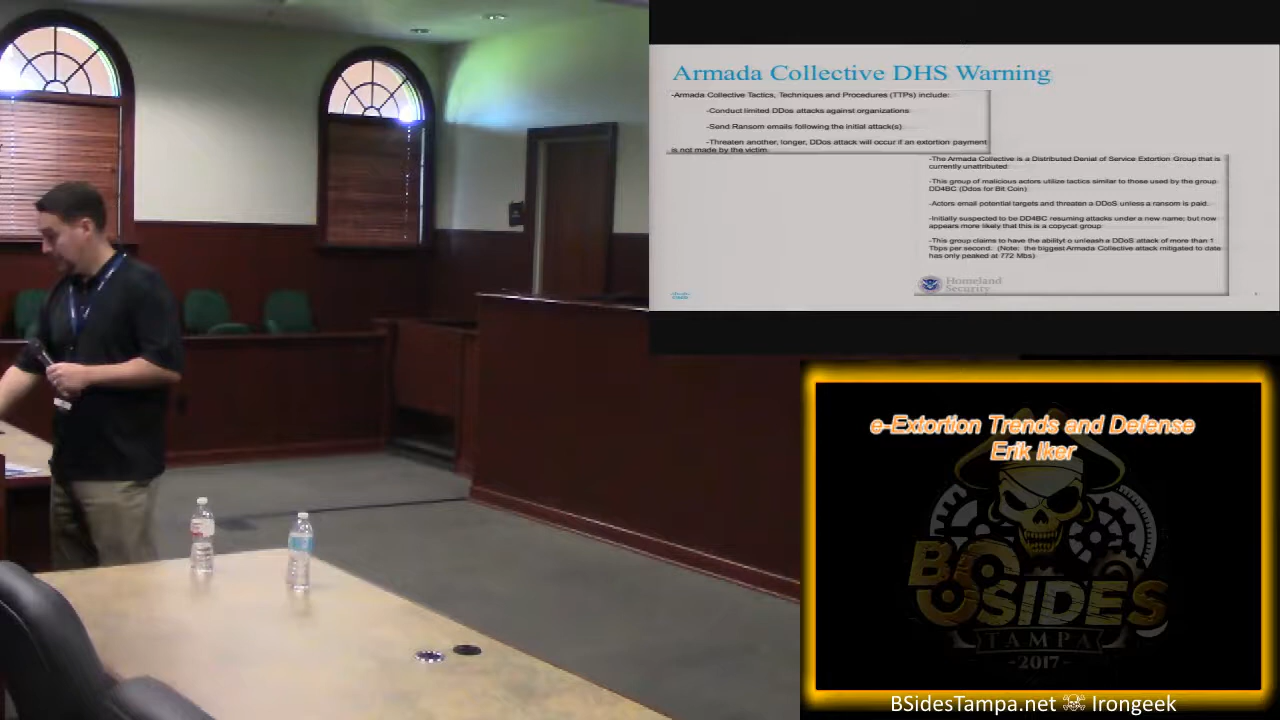 Armada Collective DHS Warning
-Armada Collective Tactics, Techniques and Procedures (TTPs) include:
-Conduct limited DDos attacks against organizations
-Send Ransom emails following the initial attack(s)
-Threaten another, longer, DDos attack will occur if an extortion payment
is not made by the victim.
-The Armada Collective is a Distributed Denial of Service Extortion Group that is
currently unattributed.
-This group of malicious actors utilize tactics similar to those used by the group
DD4BC (Ddos for Bit Coin)
-Actors email potential targets and threaten a DDoS unless a ransom is paid.
-Initially suspected to be DD4BC resuming attacks under a new name; but now
appears more likely that this is a copycat group
-This group claims to have the abilityt o unleash a DDoS attack of more than 1
Tbps per second. (Note: the biggest Armada Collective attack mitigated to date
has only peaked at 772 Mbs)
Homeland
Security
e-Extortion Trends and Defense
Erik Iker
BSIDES
TAMPA
-2017-
BSidesTampa.net Irongeek